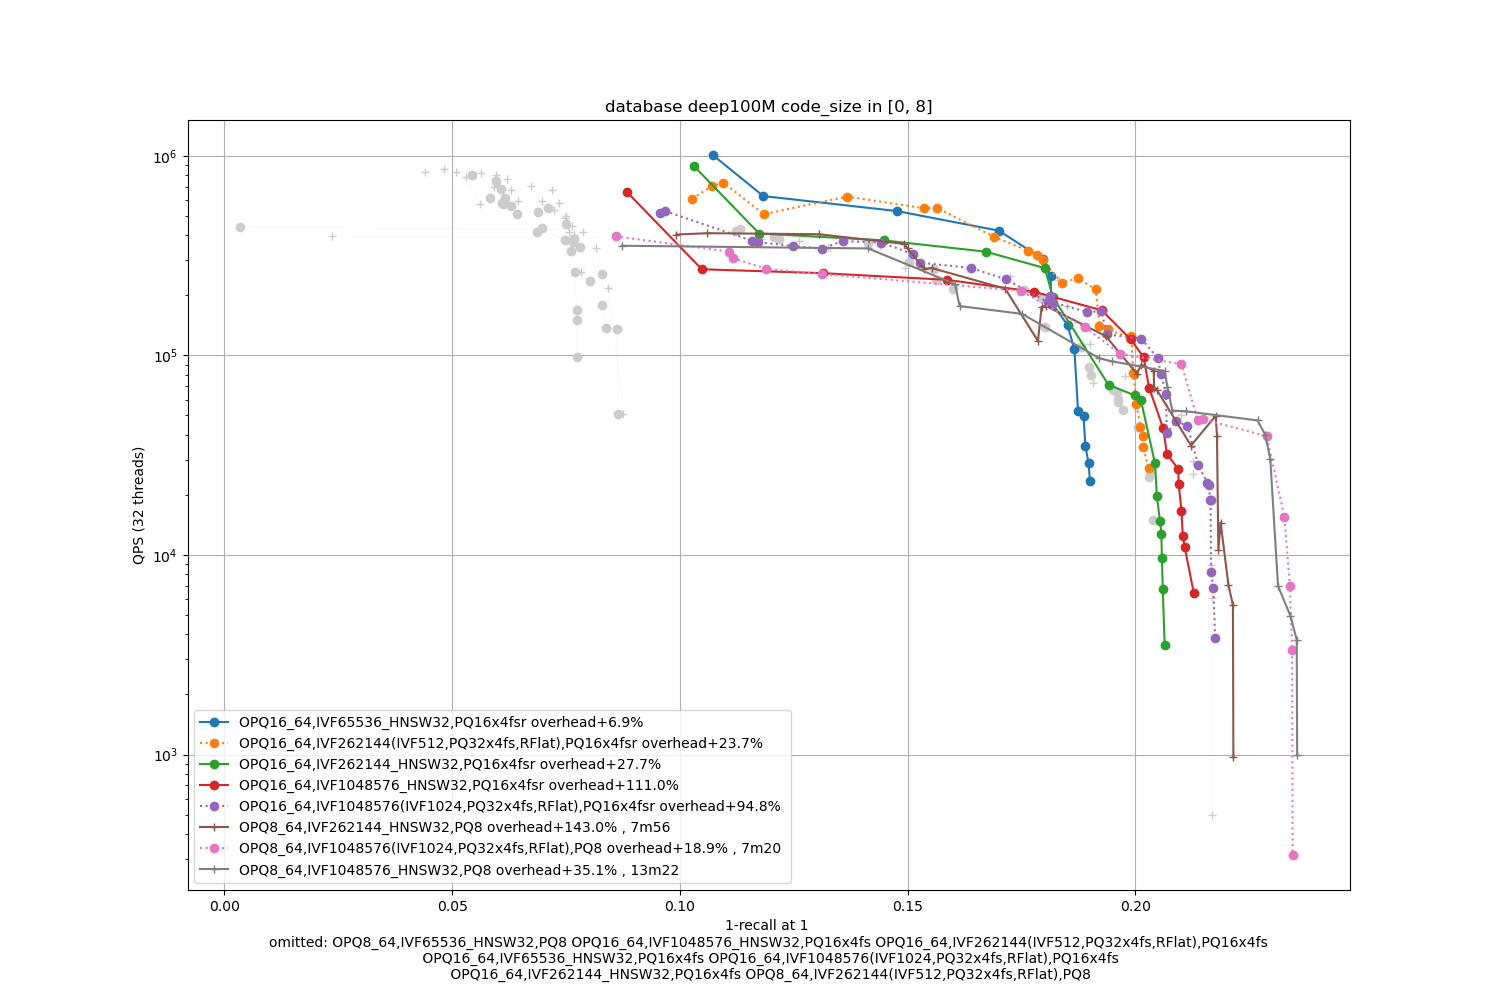 database deep100M code_size in [0, 8]
QPS (32 threads)
10^6
10^5
10^4
10^3
OPQ16_64,IVF65536_HNSW32,PQ16x4fsr overhead+6.9%
OPQ16_64,IVF262144(IVF512,PQ32x4fs,RFlat),PQ16x4fsr overhead+23.7%
OPQ16_64,IVF262144_HNSW32,PQ16x4fsr overhead+27.7%
OPQ16_64,IVF1048576_HNSW32,PQ16x4fsr overhead+111.0%
OPQ16_64,IVF1048576(IVF1024,PQ32x4fs,RFlat),PQ16x4fsr overhead+94.8%
OPQ8_64,IVF262144_HNSW32,PQ8 overhead+143.0% , 7m56
OPQ8_64,IVF1048576(IVF1024,PQ32x4fs,RFlat),PQ8 overhead+18.9% , 7m20
OPQ8_64,IVF1048576_HNSW32,PQ8 overhead+35.1% , 13m22
0.00 0.05 0.10 0.15 0.20
1-recall at 1
omitted: OPQ8_64,IVF65536_HNSW32,PQ8 OPQ16_64,IVF1048576_HNSW32,PQ16x4fs OPQ16_64,IVF262144(IVF512,PQ32x4fs,RFlat),PQ16x4fs
OPQ16_64,IVF65536_HNSW32,PQ16x4fs OPQ16_64,IVF1048576(IVF1024,PQ32x4fs,RFlat),PQ16x4fs
OPQ16_64,IVF262144_HNSW32,PQ16x4fs OPQ8_64,IVF262144(IVF512,PQ32x4fs,RFlat),PQ8